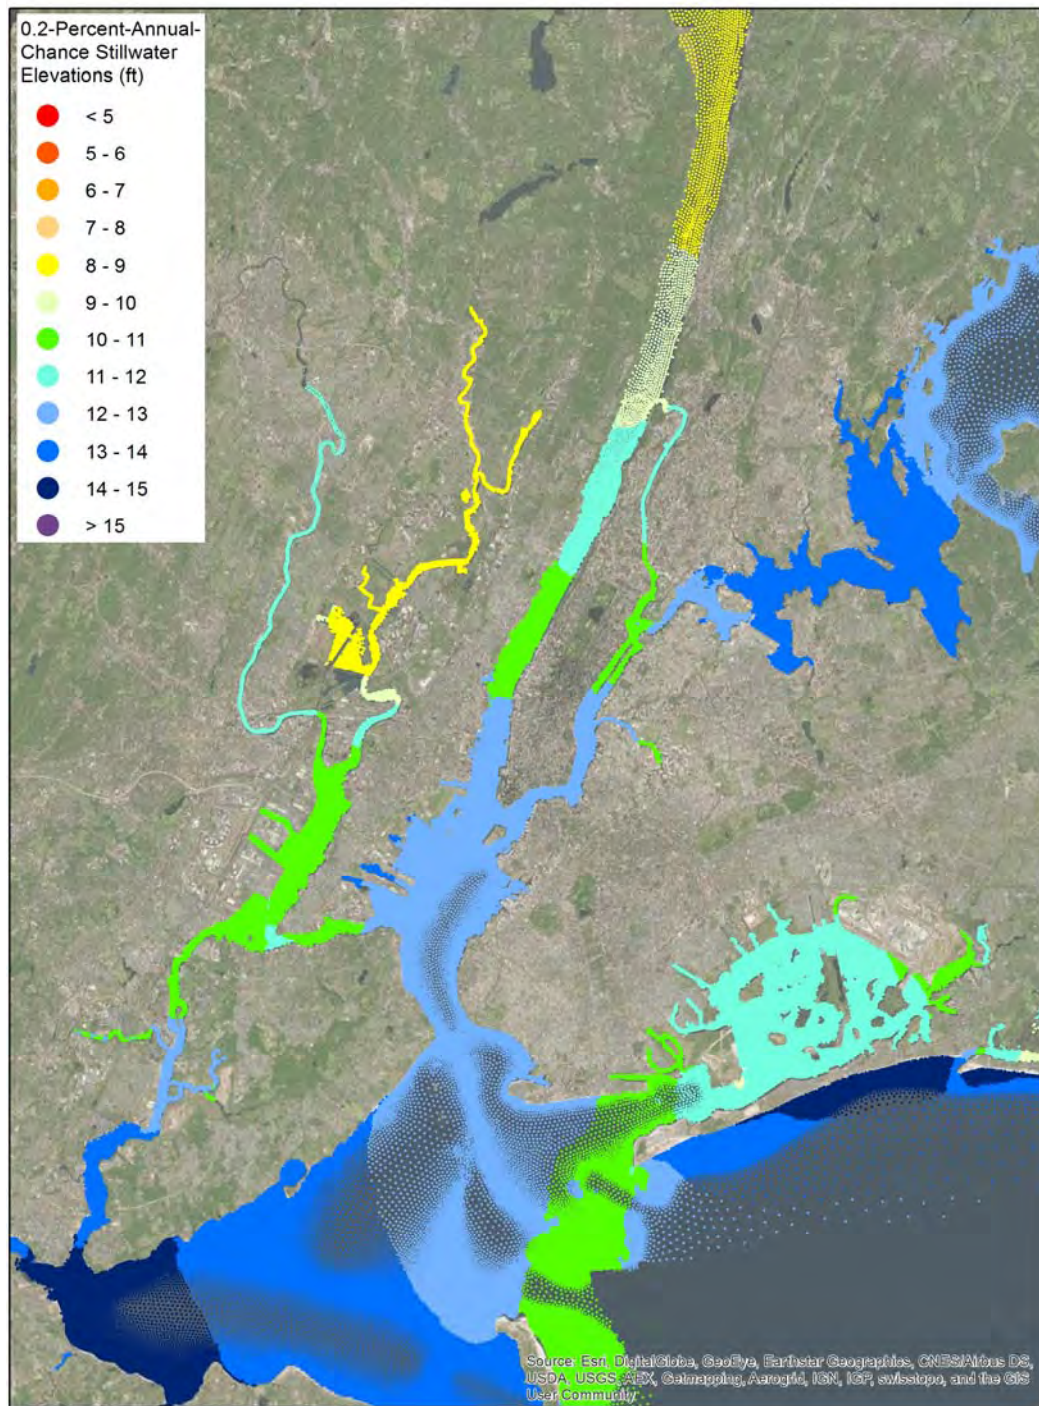 0.2-Percent-Annual-
Chance Stillwater
Elevations (ft)
< 5
5 - 6
6 - 7
7 - 8
8 - 9
9 - 10
10 - 11
11 - 12
12 - 13
13 - 14
14 - 15
> 15
Source: Esri, DigitalGlobe, GeoEye, Earthstar Geographics, CNES/Airbus DS,
USDA, USGS, AEX, Getmapping, Aerogrid, IGN, IGP, swisstopo, and the GIS
User Community